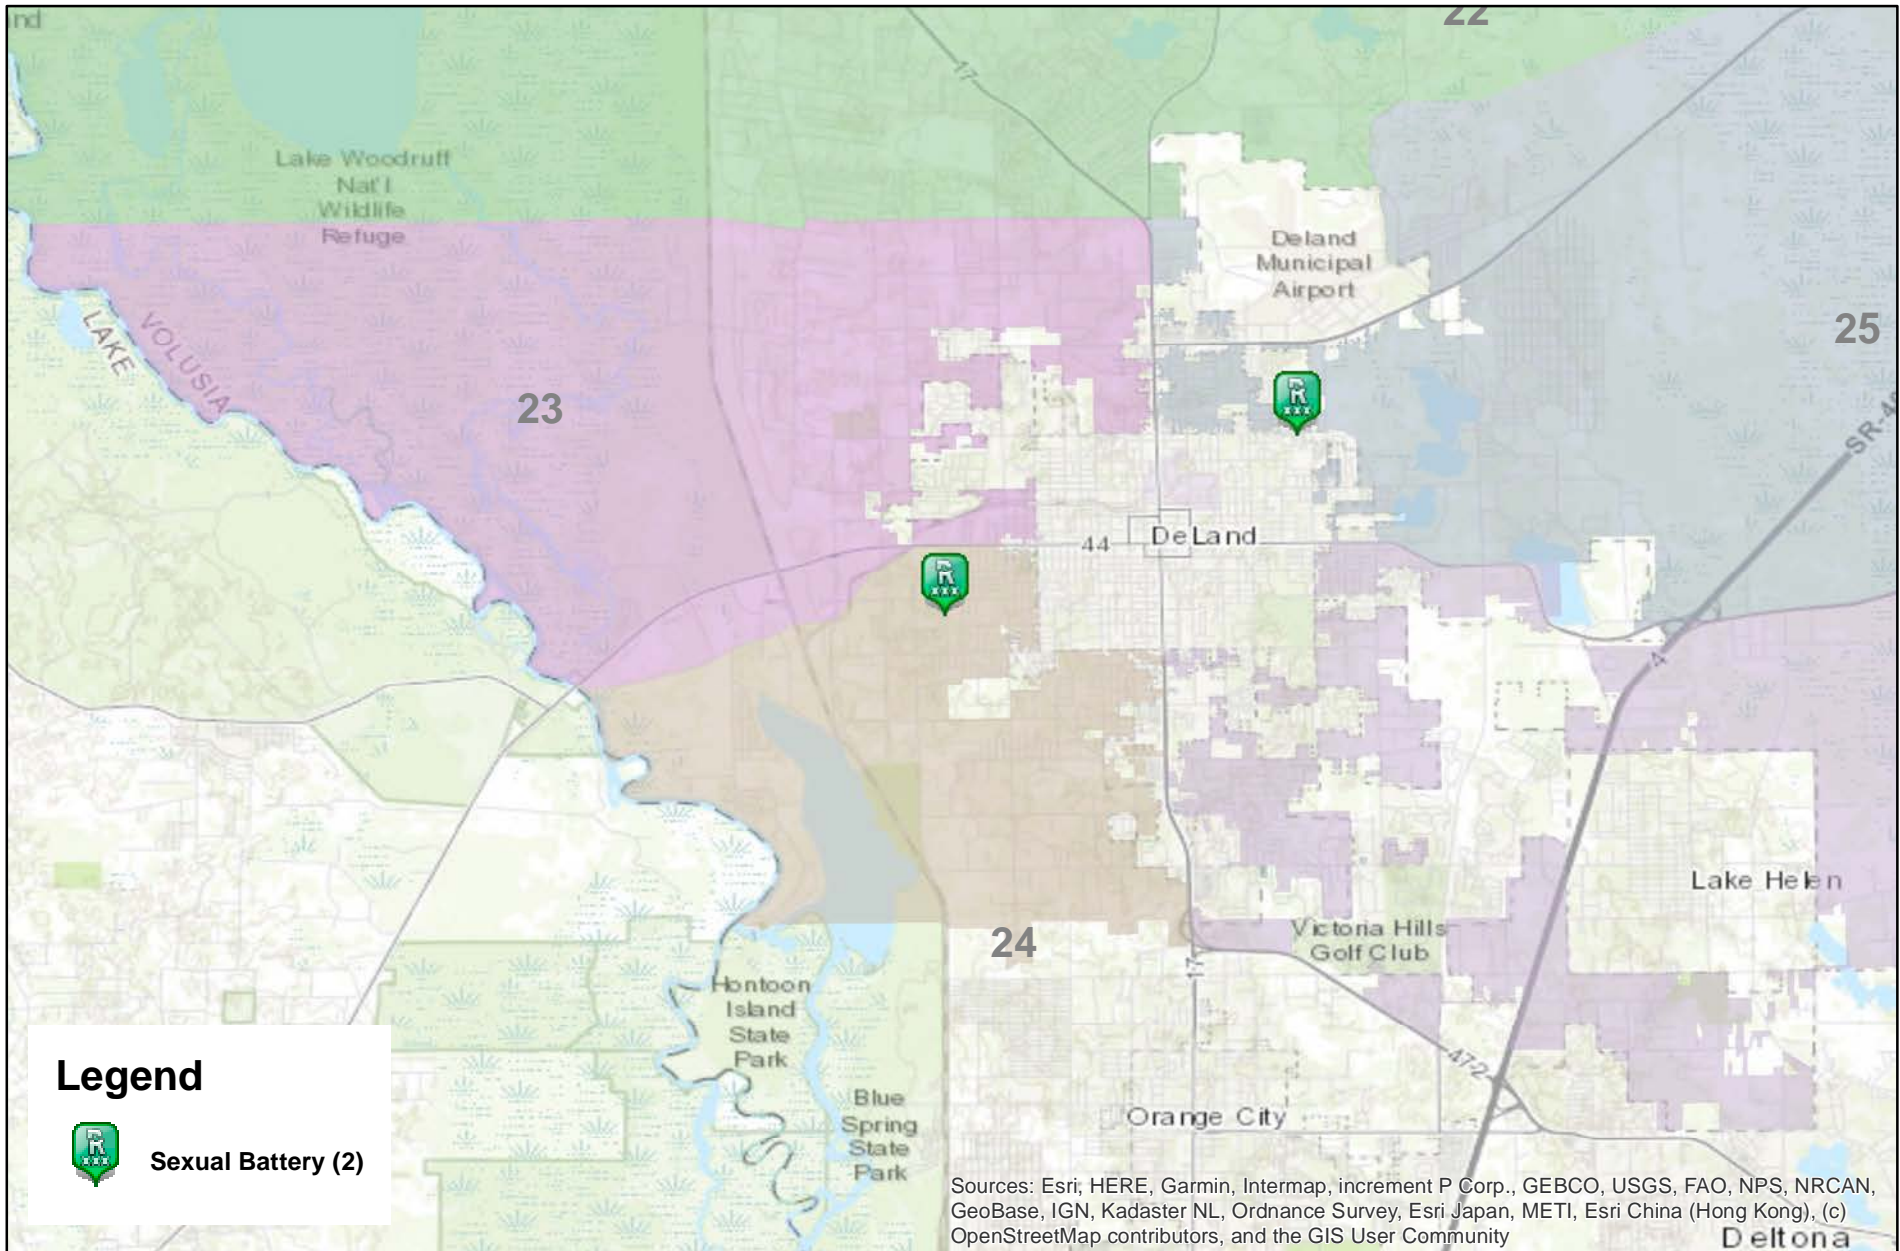 nd
22
17
Lake Woodruff
Nat'l
Wildlife
Refuge
Deland
Municipal
Airport
25
LAKE
VOLUSIA
23
SR-4
44
DeLand
4
Lake Helen
Victoria Hills
Golf Club
24
17
Hontoon
Island
State
Park
472
Blue
Spring
State
Park
Orange City
Legend
R
xxx
Sexual Battery (2)
Sources: Esri, HERE, Garmin, Intermap, increment P Corp., GEBCO, USGS, FAO, NPS, NRCAN,
GeoBase, IGN, Kadaster NL, Ordnance Survey, Esri Japan, METI, Esri China (Hong Kong), (c)
OpenStreetMap contributors, and the GIS User Community
Deltona